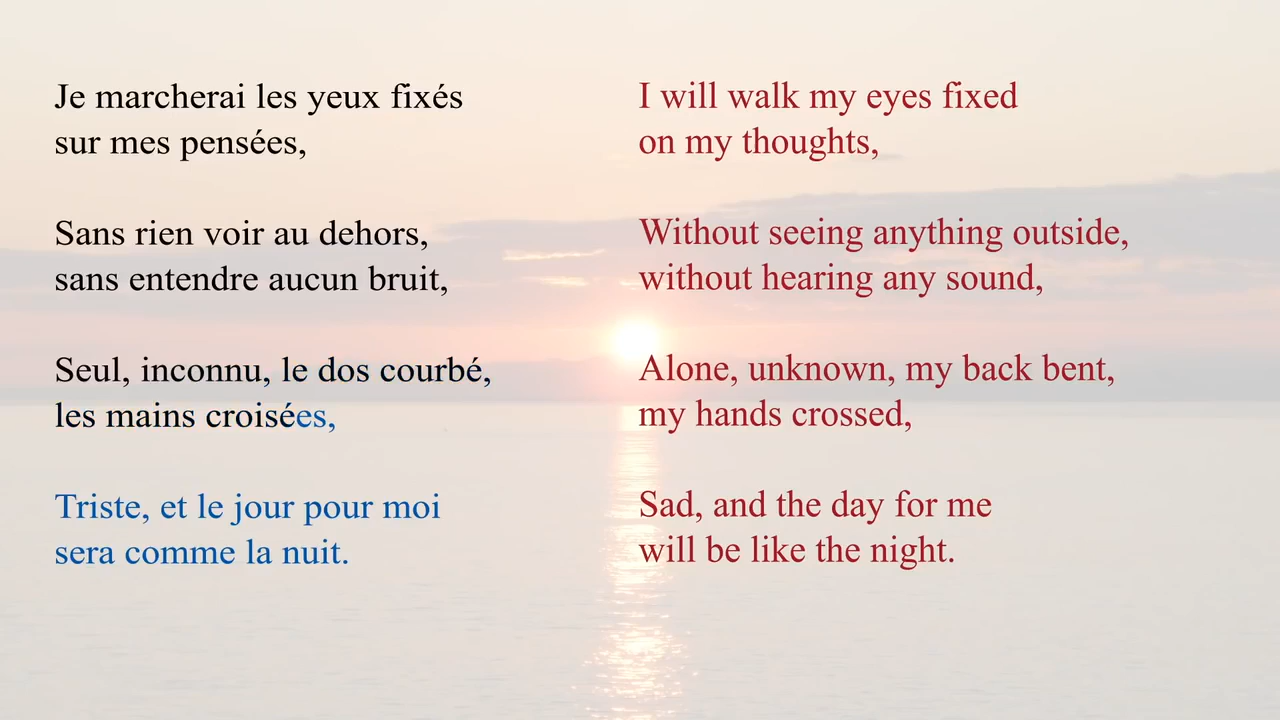 Je marcherai les yeux fixés
sur mes pensées,
Sans rien voir au dehors,
sans entendre aucun bruit,
Seul, inconnu, le dos courbé,
les mains croisées,
Triste, et le jour pour moi
sera comme la nuit.
I will walk my eyes fixed
on my thoughts,
Without seeing anything outside,
without hearing any sound,
Alone, unknown, my back bent,
my hands crossed,
Sad, and the day for me
will be like the night.